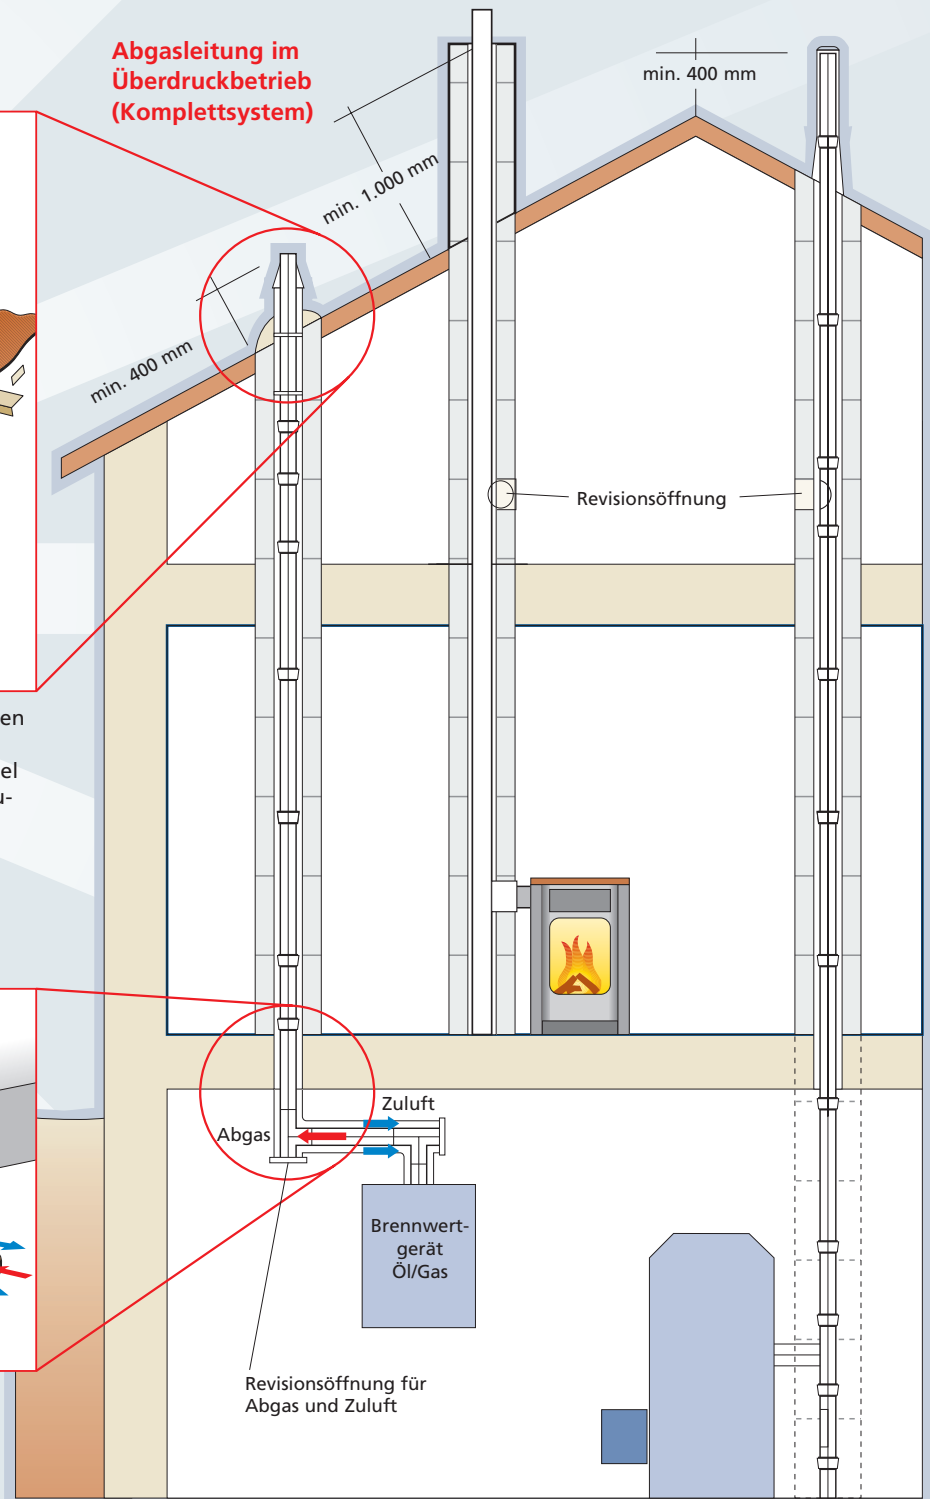 Abgasleitung im
Überdruckbetrieb
(Komplettsystem)
min. 400 mm
min. 1.000 mm
min. 400 mm
Revisionsöffnung
en
el
u-
Zuluft
Abgas
Brennwert-
gerät
Öl/Gas
Revisionsöffnung für
Abgas und Zuluft